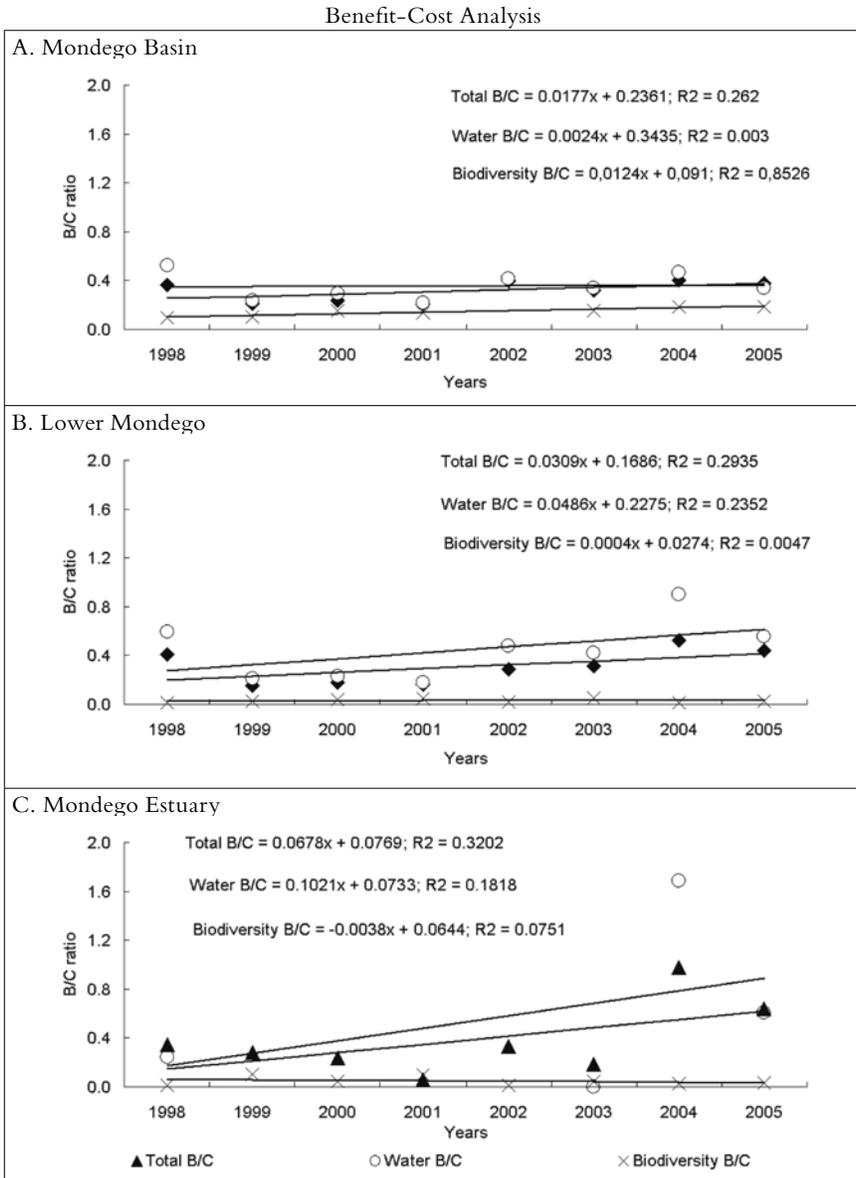 Benefit-Cost Analysis
A. Mondego Basin
2.0
Total B/C = 0.0177x + 0.2361; R2 = 0.262
1.6
Water B/C = 0.0024x + 0.3435; R2 = 0.003
Biodiversity B/C = 0,0124x + 0,091; R2 = 0,8526
1.2
B/C ratio
0.8
0.4
0.0
1998 1999 2000 2001 2002 2003 2004 2005
Years
B. Lower Mondego
2.0
Total B/C = 0.0309x + 0.1686; R2 = 0.2935
1.6
Water B/C = 0.0486x + 0.2275; R2 = 0.2352
Biodiversity B/C = 0.0004x + 0.0274; R2 = 0.0047
1.2
B/C ratio
0.8
0.4
0.0
1998 1999 2000 2001 2002 2003 2004 2005
Years
C. Mondego Estuary
2.0
Total B/C = 0.0678x + 0.0769; R2 = 0.3202
1.6
Water B/C = 0.1021x + 0.0733; R2 = 0.1818
Biodiversity B/C = -0.0038x + 0.0644; R2 = 0.0751
1.2
B/C ratio
0.8
0.4
0.0
1998 1999 2000 2001 2002 2003 2004 2005
Years
Total B/C Water B/C Biodiversity B/C